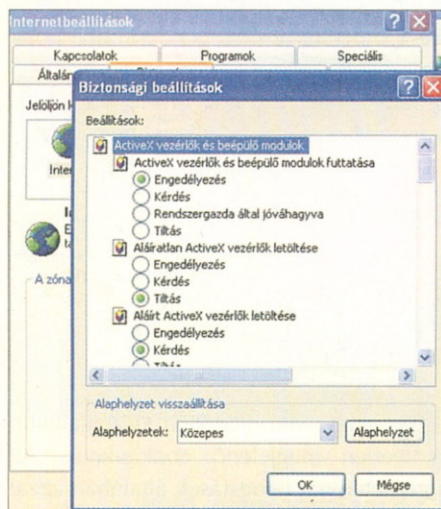 Internetbeállítások
Kapcsolatok Programok Speciális
Biztonsági beállítások
Beállítások:
ActiveX vezérlők és beépülő modulok
ActiveX vezérlők és beépülő modulok futtatása
Engedélyezés
Kérdés
Rendszergazda által jóváhagyva
Tiltás
Aláíratlan ActiveX vezérlők letöltése
Engedélyezés
Kérdés
Tiltás
Aláírt ActiveX vezérlők letöltése
Engedélyezés
Kérdés
Alaphelyzet visszaállítása
Alaphelyzetek: Közepes Alaphelyzet
OK Mégse
A zóna